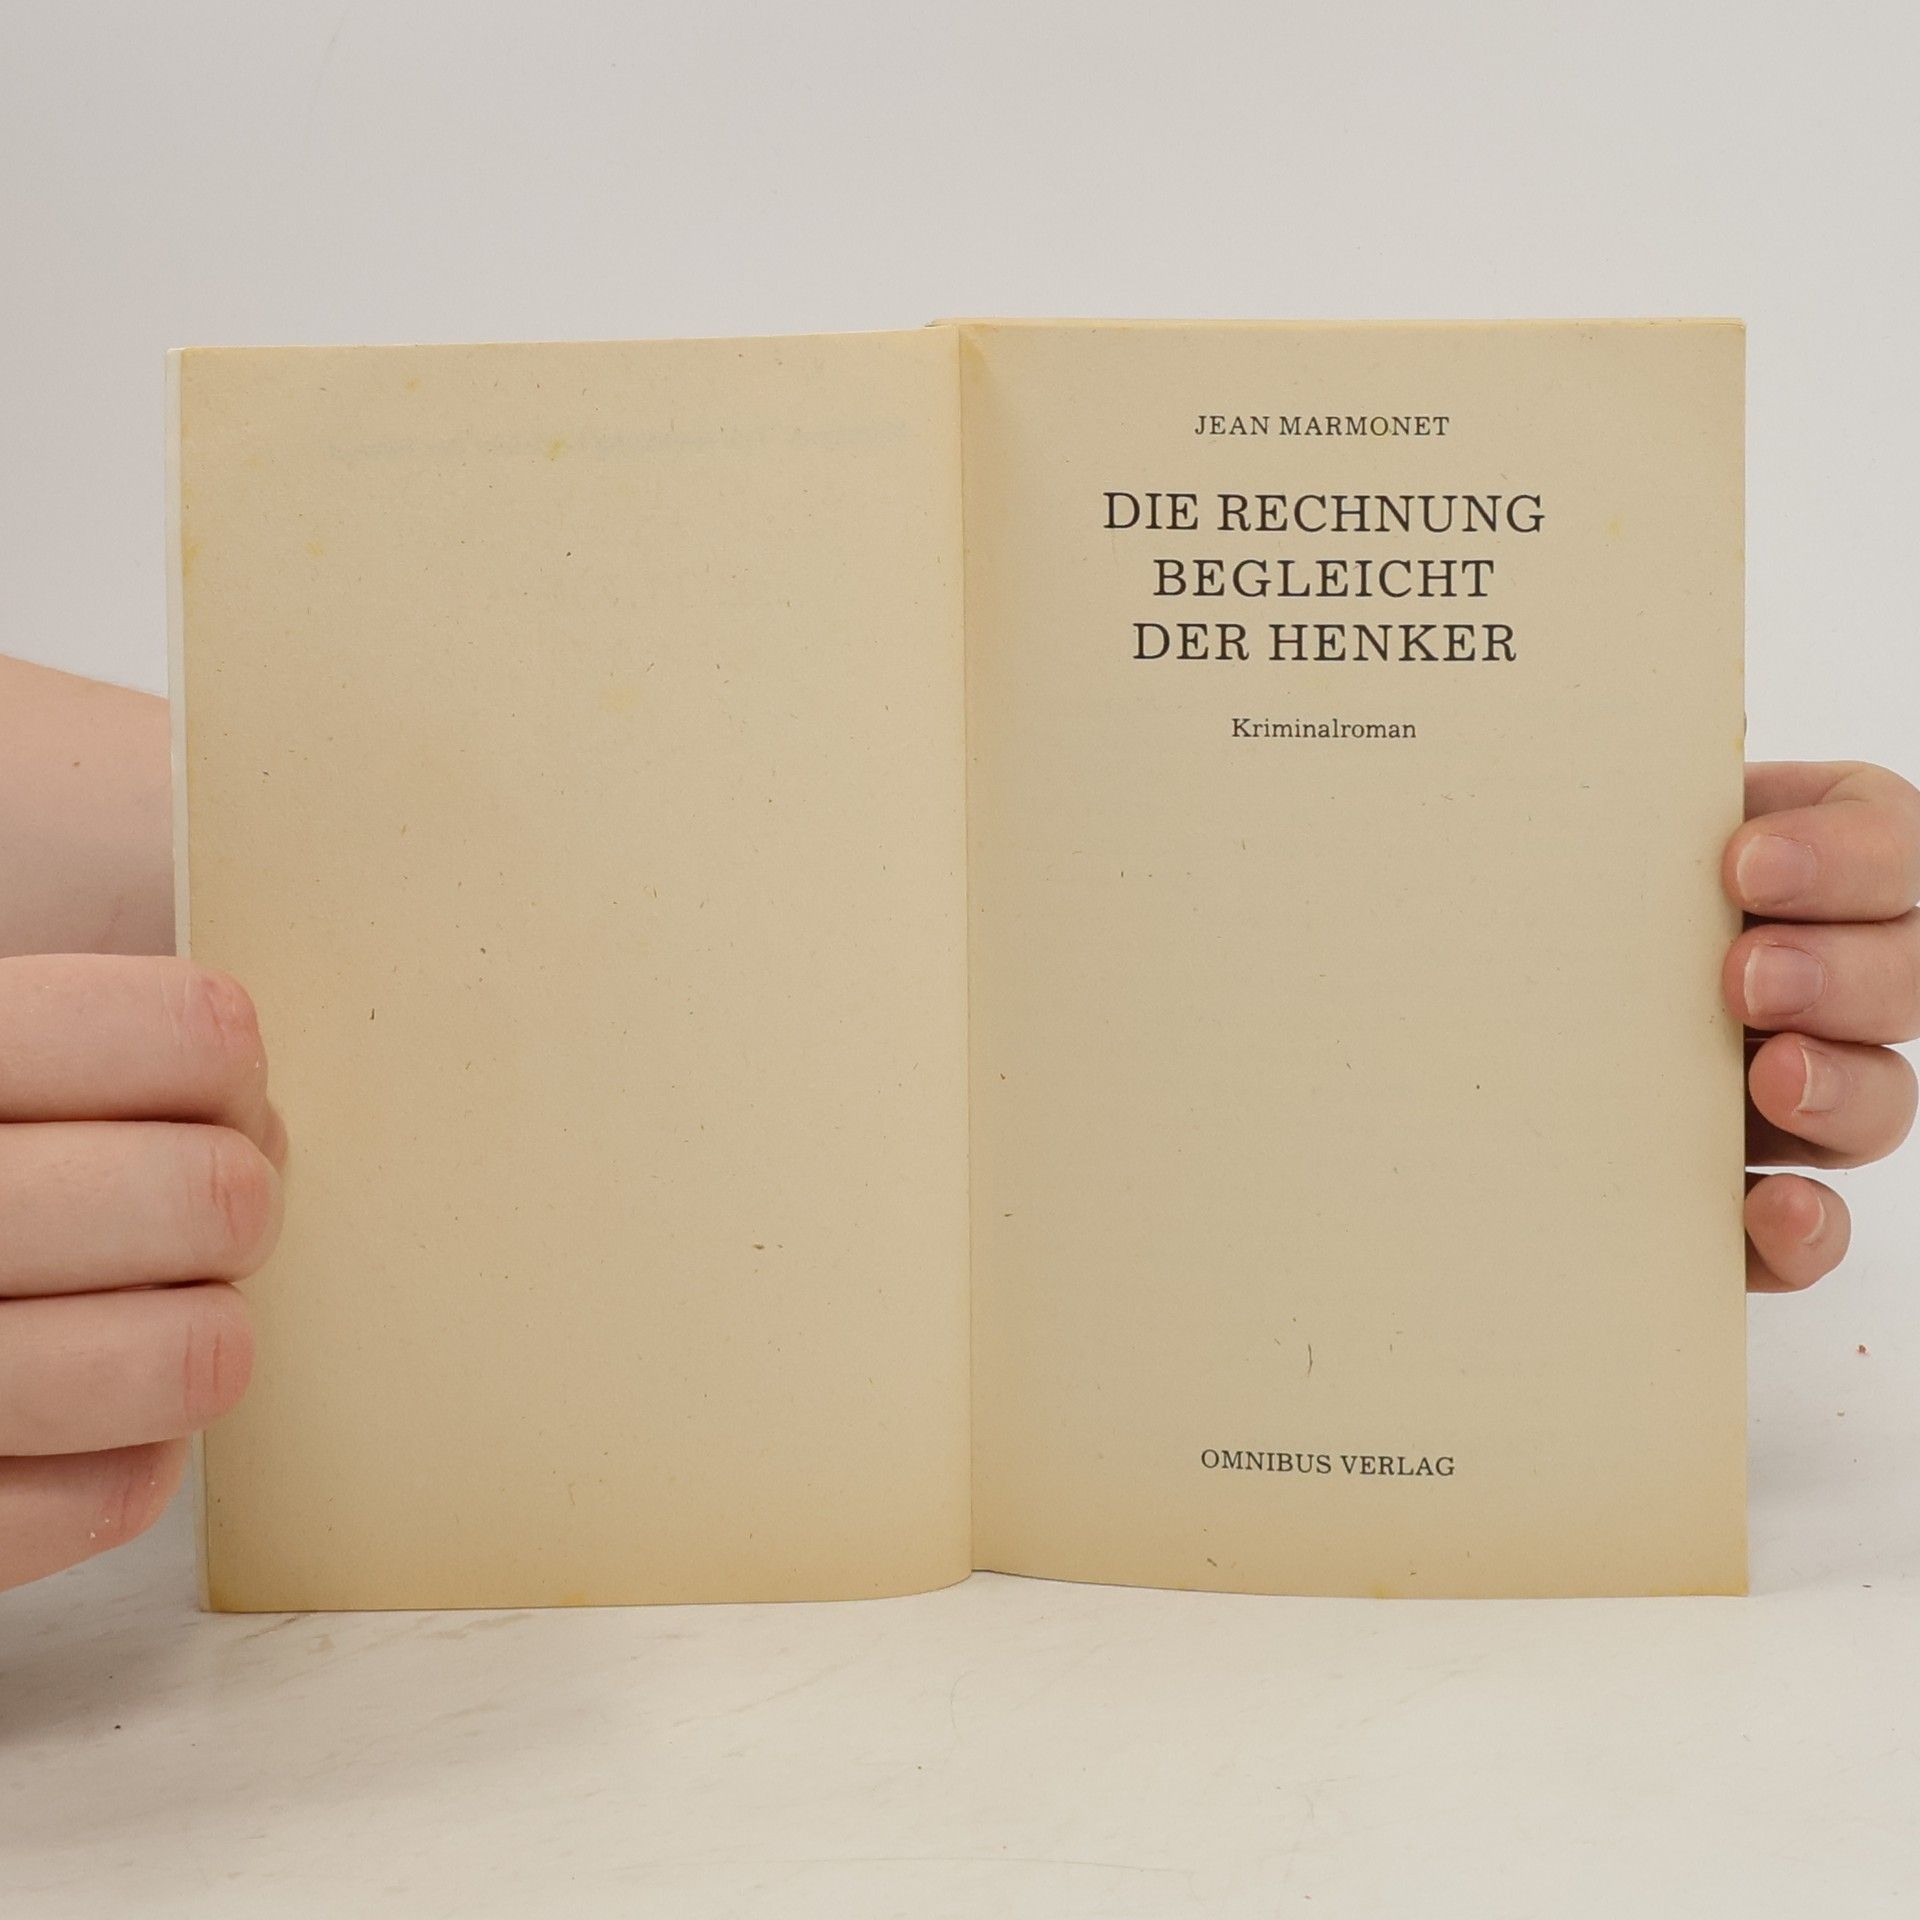 JEAN MARMONET
DIE RECHNUNG
BEGLEICHT
DER HENKER
Kriminalroman
OMNIBUS VERLAG